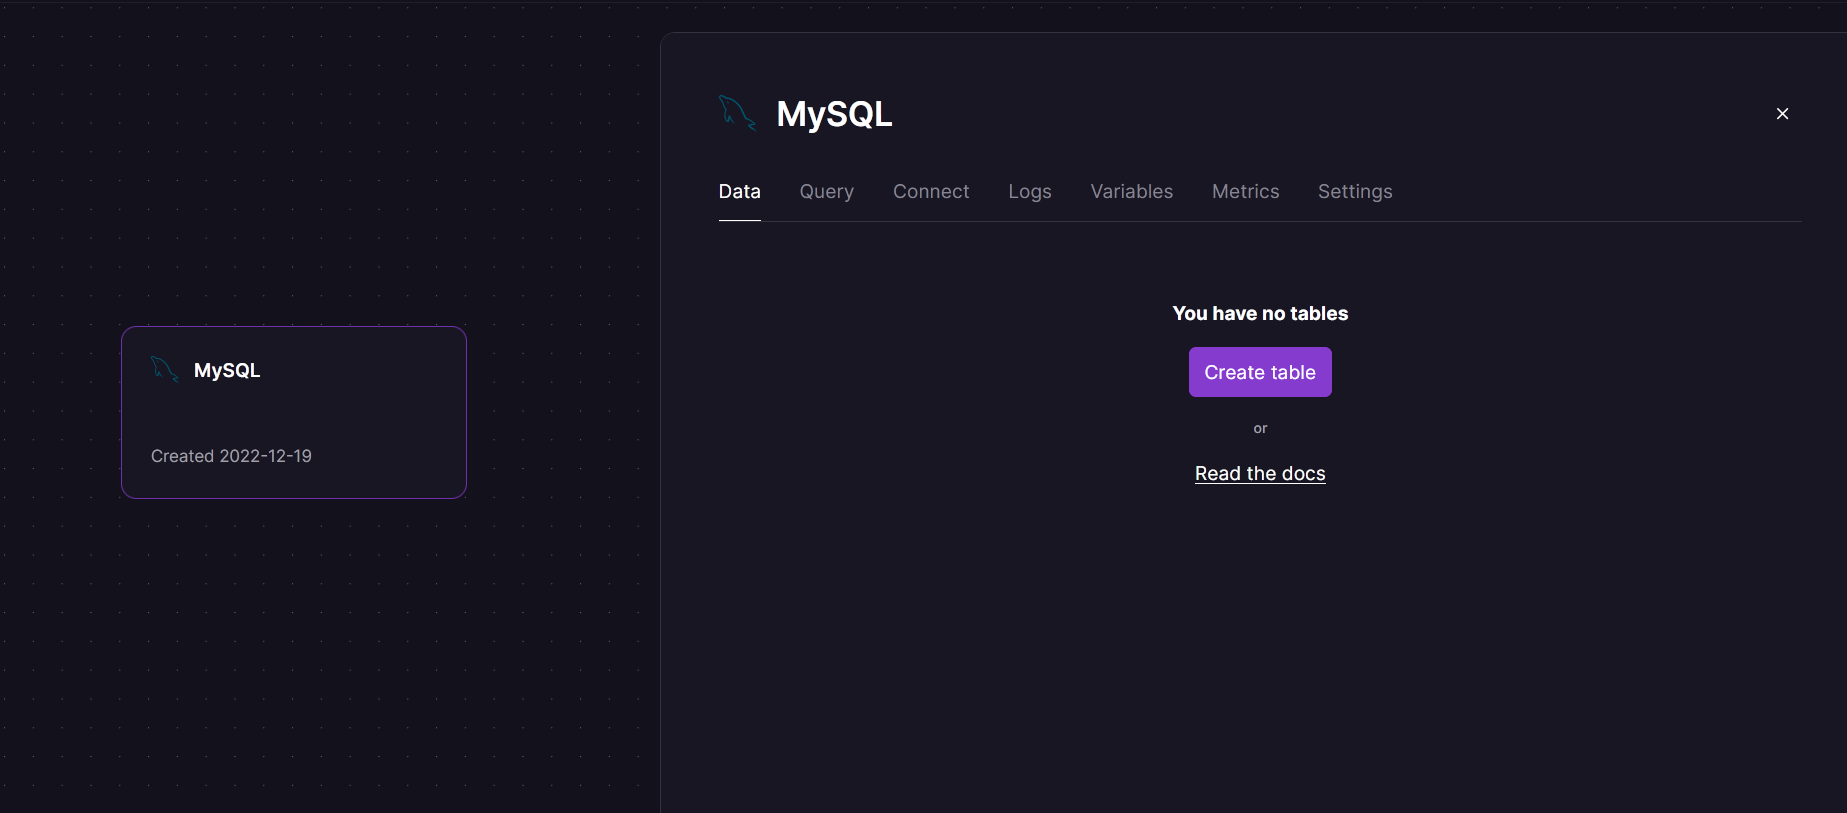 MySQL
Created 2022-12-19
MySQL
Data Query Connect Logs Variables Metrics Settings
You have no tables
Create table
or
Read the docs